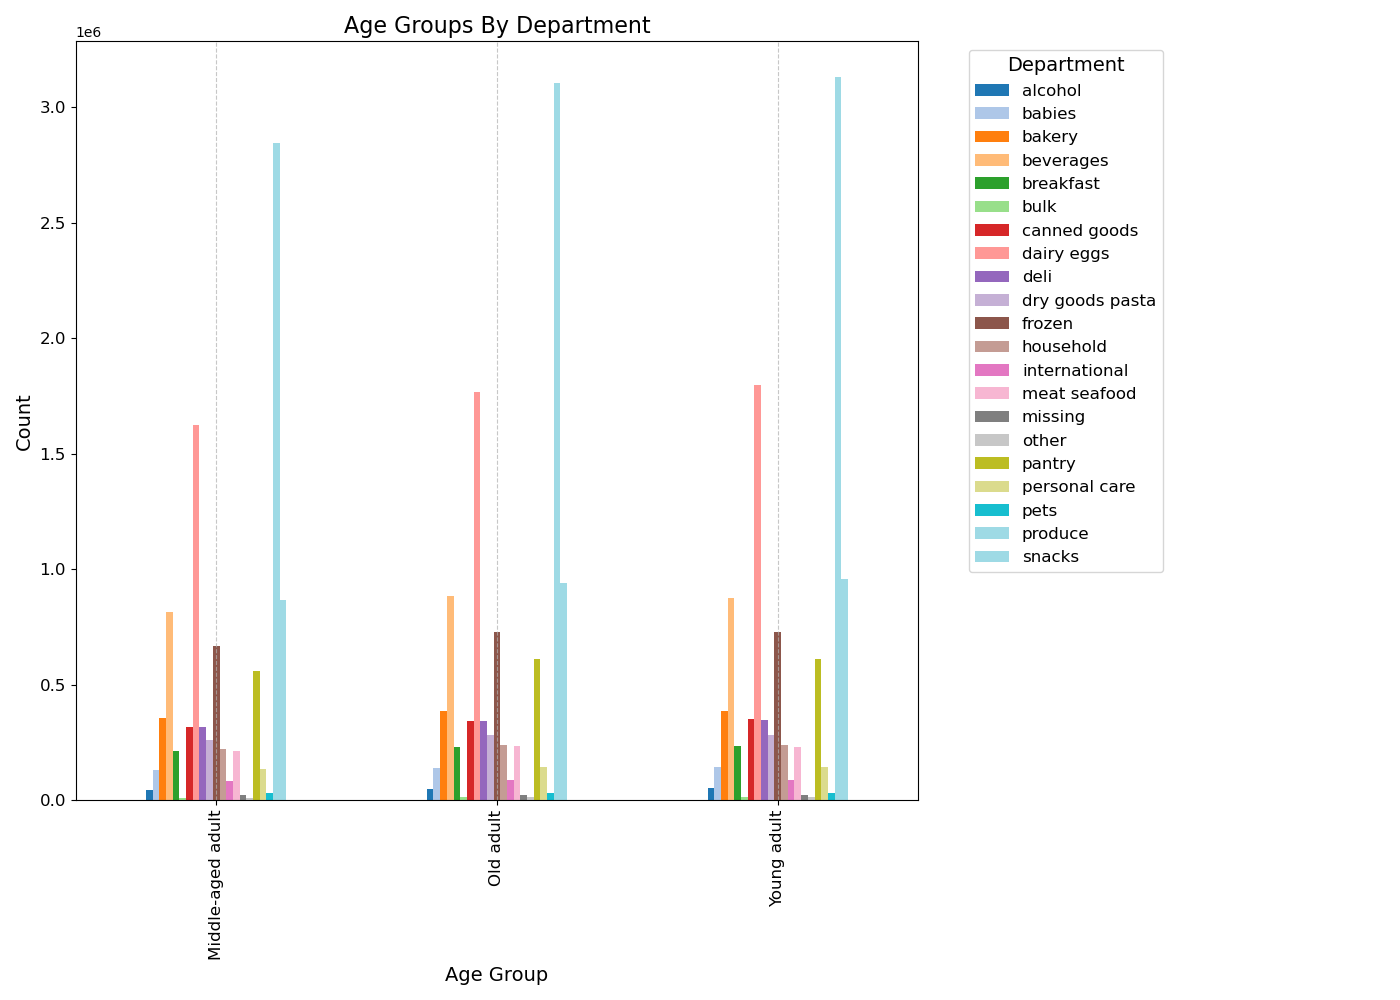 Age Groups By Department
1e6
3.0
2.5
2.0
1.5
1.0
0.5
0.0
Count
Middle-aged adult
Old adult
Young adult
Age Group
Department
alcohol
babies
bakery
beverages
breakfast
bulk
canned goods
dairy eggs
deli
dry goods pasta
frozen
household
international
meat seafood
missing
other
pantry
personal care
pets
produce
snacks